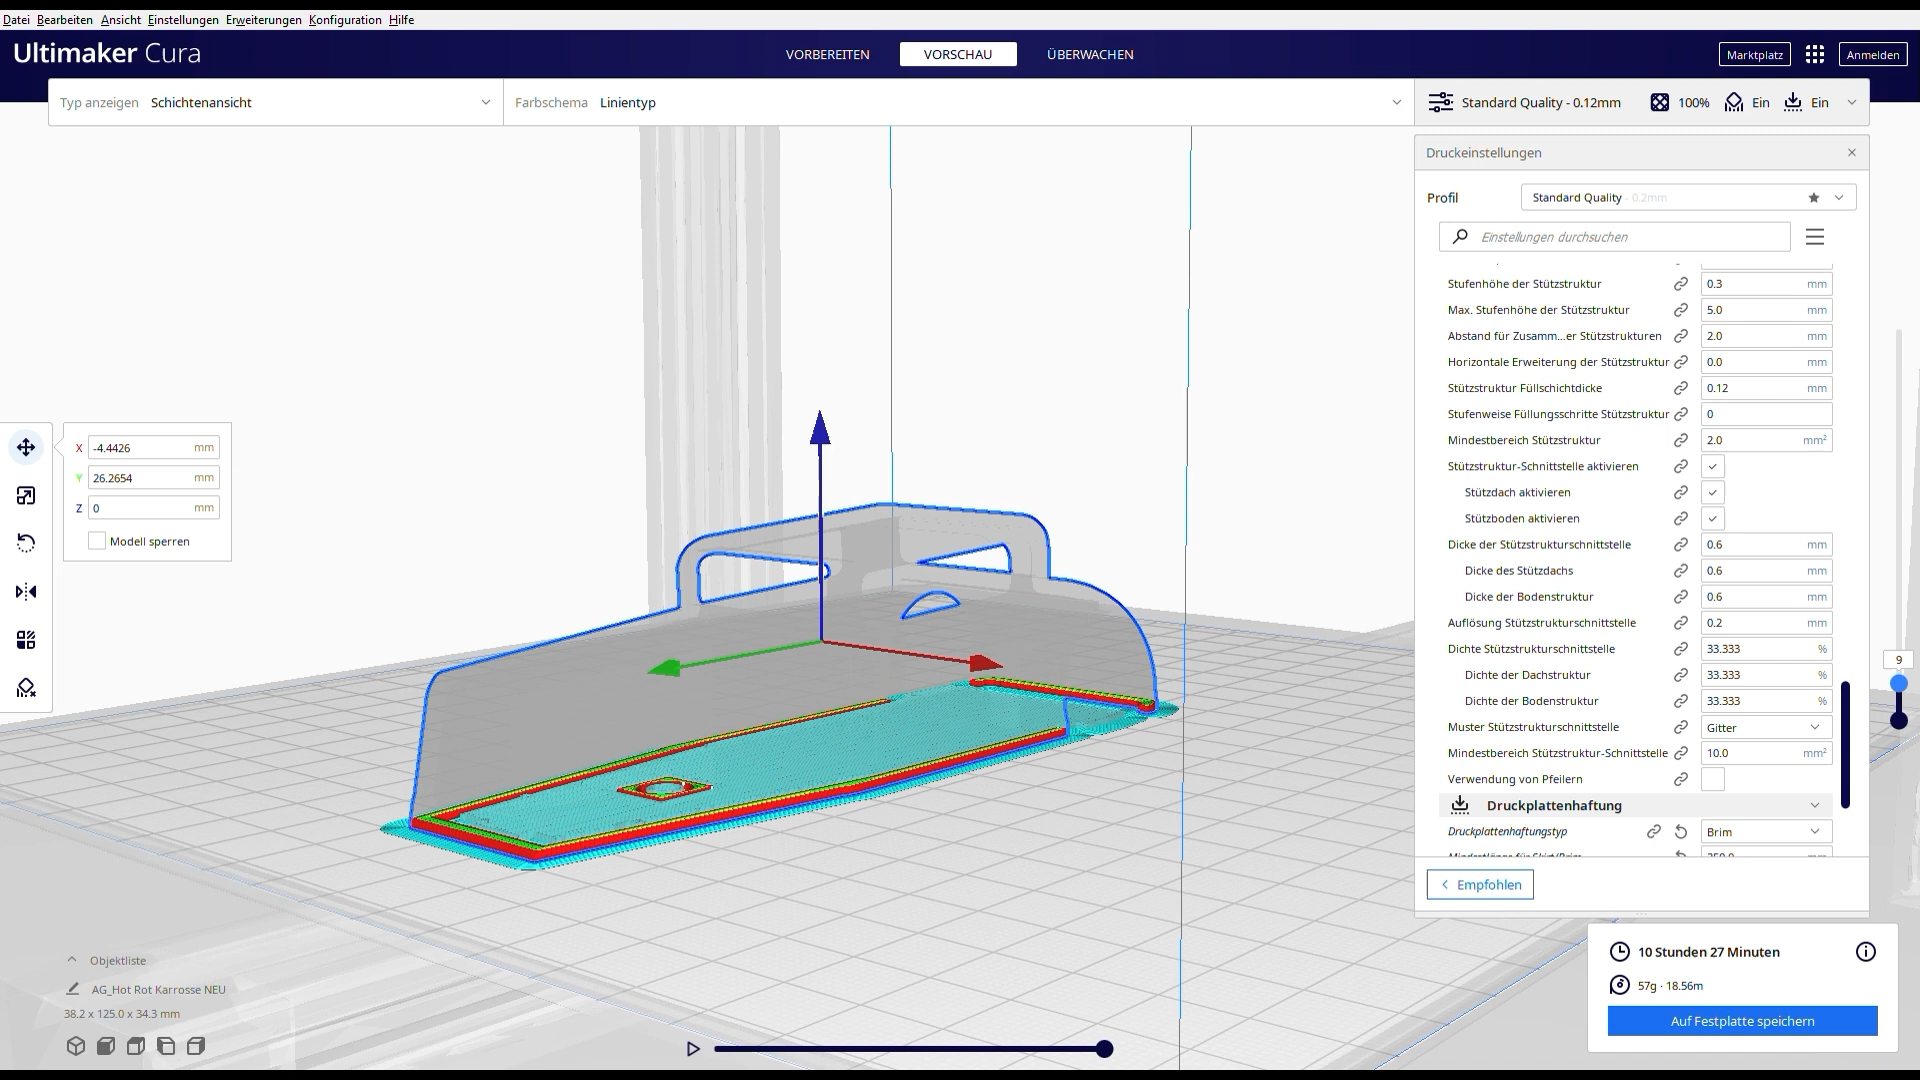 Datei Bearbeiten Ansicht Einstellungen Erweiterungen Konfiguration Hilfe
Ultimaker Cura
VORBEREITEN
VORSCHAU
ÜBERWACHEN
Marktplatz
Anmelden
Typ anzeigen Schichtenansicht
Farbschema Linientyp
Standard Quality - 0.12mm
100%
Ein
Ein
Druckeinstellungen
Profil
Standard Quality - 0.2mm
Einstellungen durchsuchen
Stufenhöhe der Stützstruktur 0.3 mm
Max. Stufenhöhe der Stützstruktur 5.0 mm
Abstand für Zusamm...er Stützstrukturen 2.0 mm
Horizontale Erweiterung der Stützstruktur 0.0 mm
Stützstruktur Füllschichtdicke 0.12 mm
Stufenweise Füllungsschritte Stützstruktur 0
Mindestbereich Stützstruktur 2.0 mm²
Stützstruktur-Schnittstelle aktivieren
Stützdach aktivieren
Stützboden aktivieren
Dicke der Stützstrukturschnittstelle 0.6 mm
Dicke des Stützdachs 0.6 mm
Dicke der Bodenstruktur 0.6 mm
Auflösung Stützstrukturschnittstelle 0.2 mm
Dichte Stützstrukturschnittstelle 33.333 %
Dichte der Dachstruktur 33.333 %
Dichte der Bodenstruktur 33.333 %
Muster Stützstrukturschnittstelle Gitter
Mindestbereich Stützstruktur-Schnittstelle 10.0 mm²
Verwendung von Pfeilern
Druckplattenhaftung
Druckplattenhaftungstyp Brim
Empfohlen
X -4.4426 mm
Y 26.2654 mm
Z 0 mm
Modell sperren
9
Objektliste
AG_Hot Rot Karrosse NEU
38.2 x 125.0 x 34.3 mm
10 Stunden 27 Minuten
57g · 18.56m
Auf Festplatte speichern